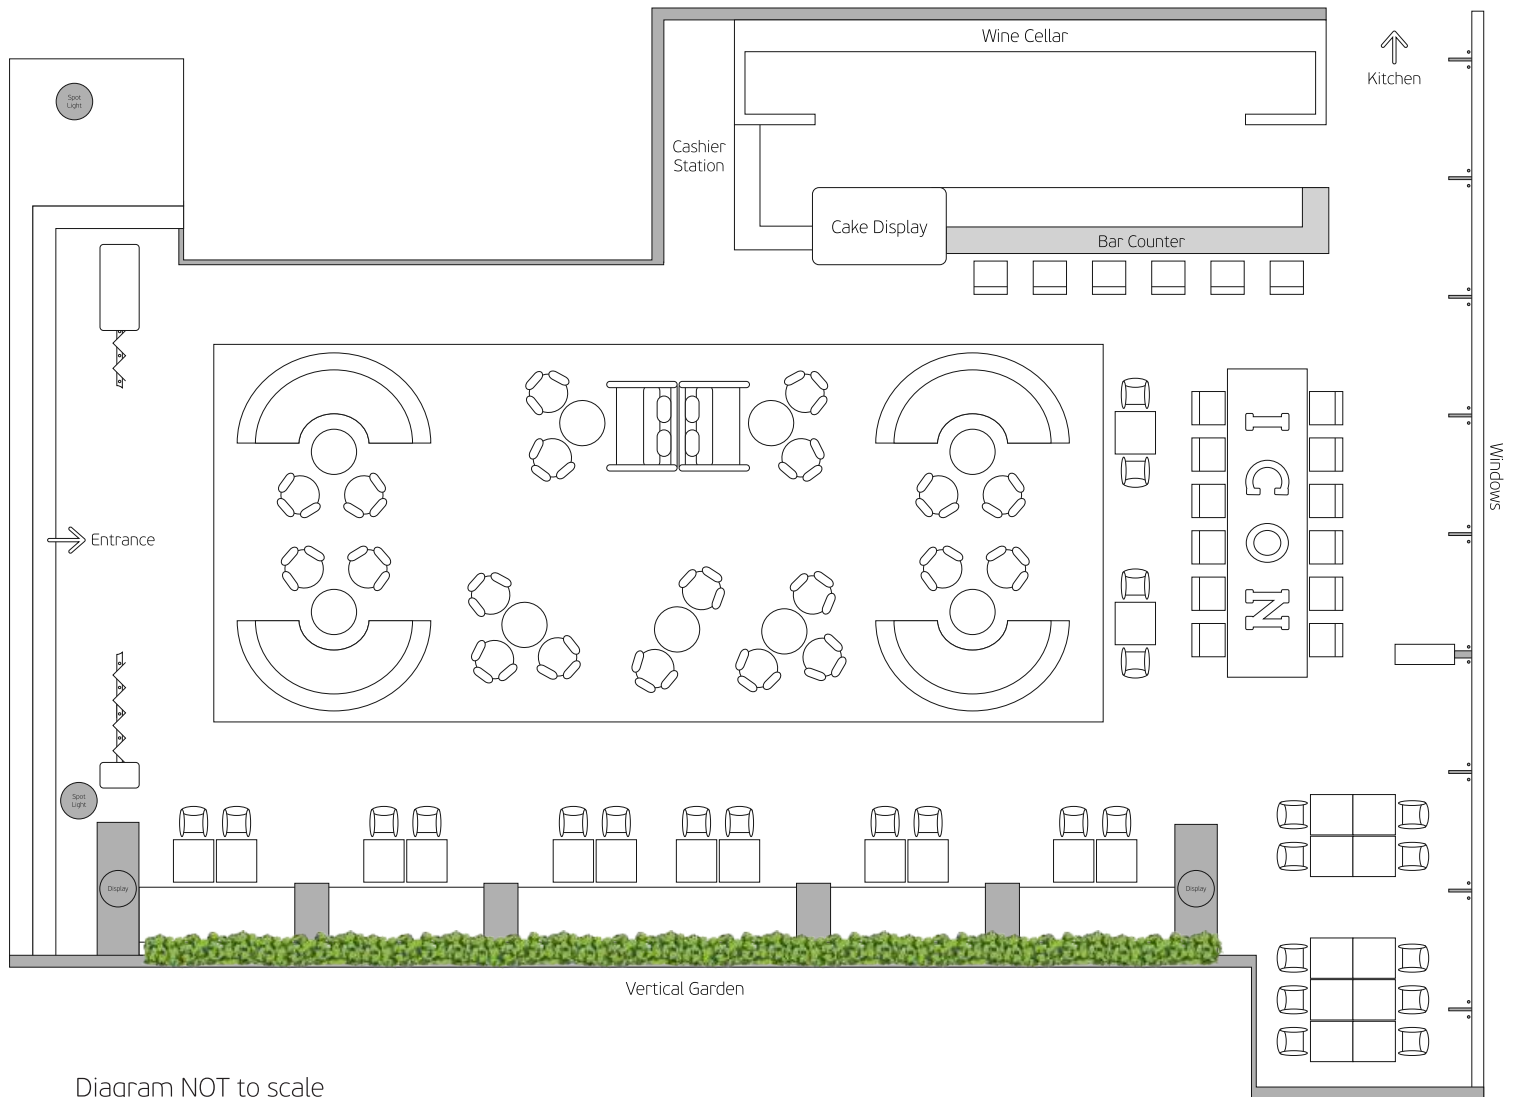 Wine Cellar
Kitchen
Spot
Light
Cashier
Station
Cake Display
Bar Counter
I C O N
Windows
Entrance
Spot
Light
Display
Display
Vertical Garden
Diagram NOT to scale